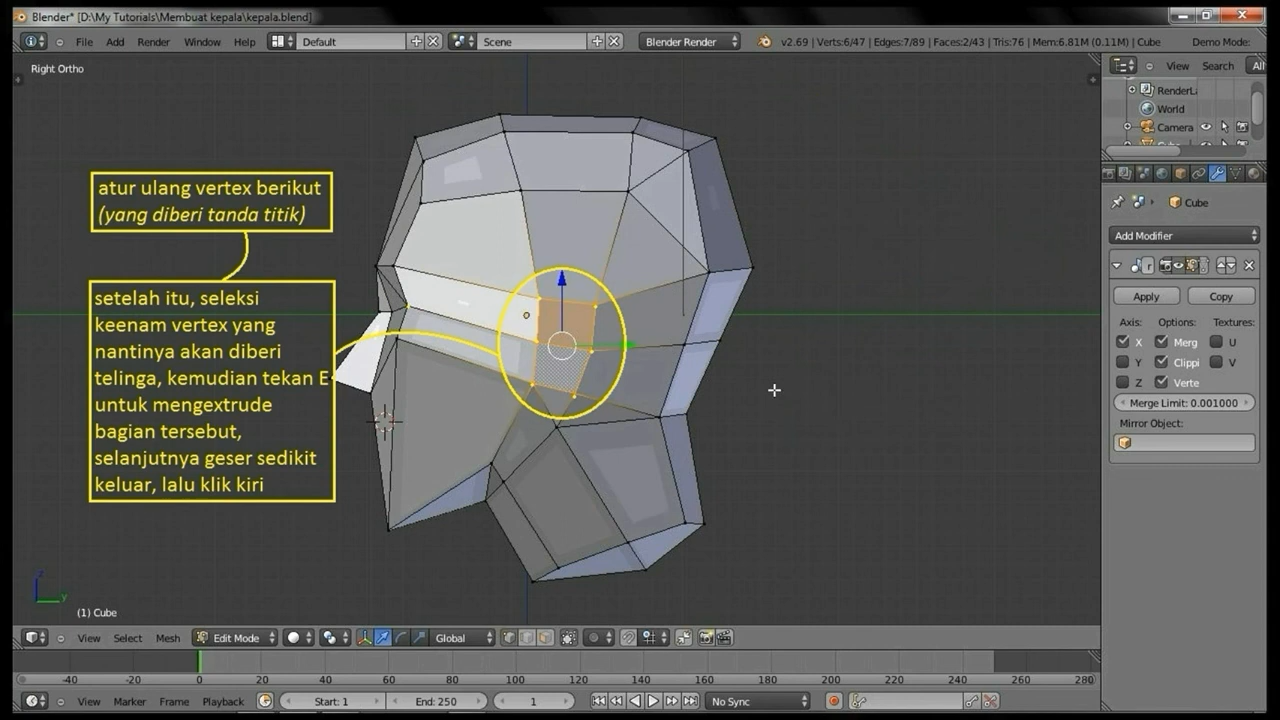 Blender* [D:\My Tutorials\Membuat kepala\kepala.blend]
File Add Render Window Help Default Scene Blender Render v2.69 | Verts:6/47 | Edges:7/89 | Faces:2/43 | Tris:76 | Mem:6.81M (0.11M) | Cube Demo Mode:
Right Ortho
View Search All
RenderLa
World
Camera
atur ulang vertex berikut
(yang diberi tanda titik)
Cube
Add Modifier
setelah itu, seleksi
keenam vertex yang
nantinya akan diberi
telinga, kemudian tekan E
untuk mengextrude
bagian tersebut,
selanjutnya geser sedikit
keluar, lalu klik kiri
Apply Copy
Axis: Options: Textures:
X Merg U
Y Clippi V
Z Verte
Merge Limit: 0.001000
Mirror Object:
z
y
(1) Cube
View Select Mesh Edit Mode Global
-40 -20 0 20 40 60 80 100 120 140 160 180 200 220 240 260 280
View Marker Frame Playback Start: 1 End: 250 1 No Sync